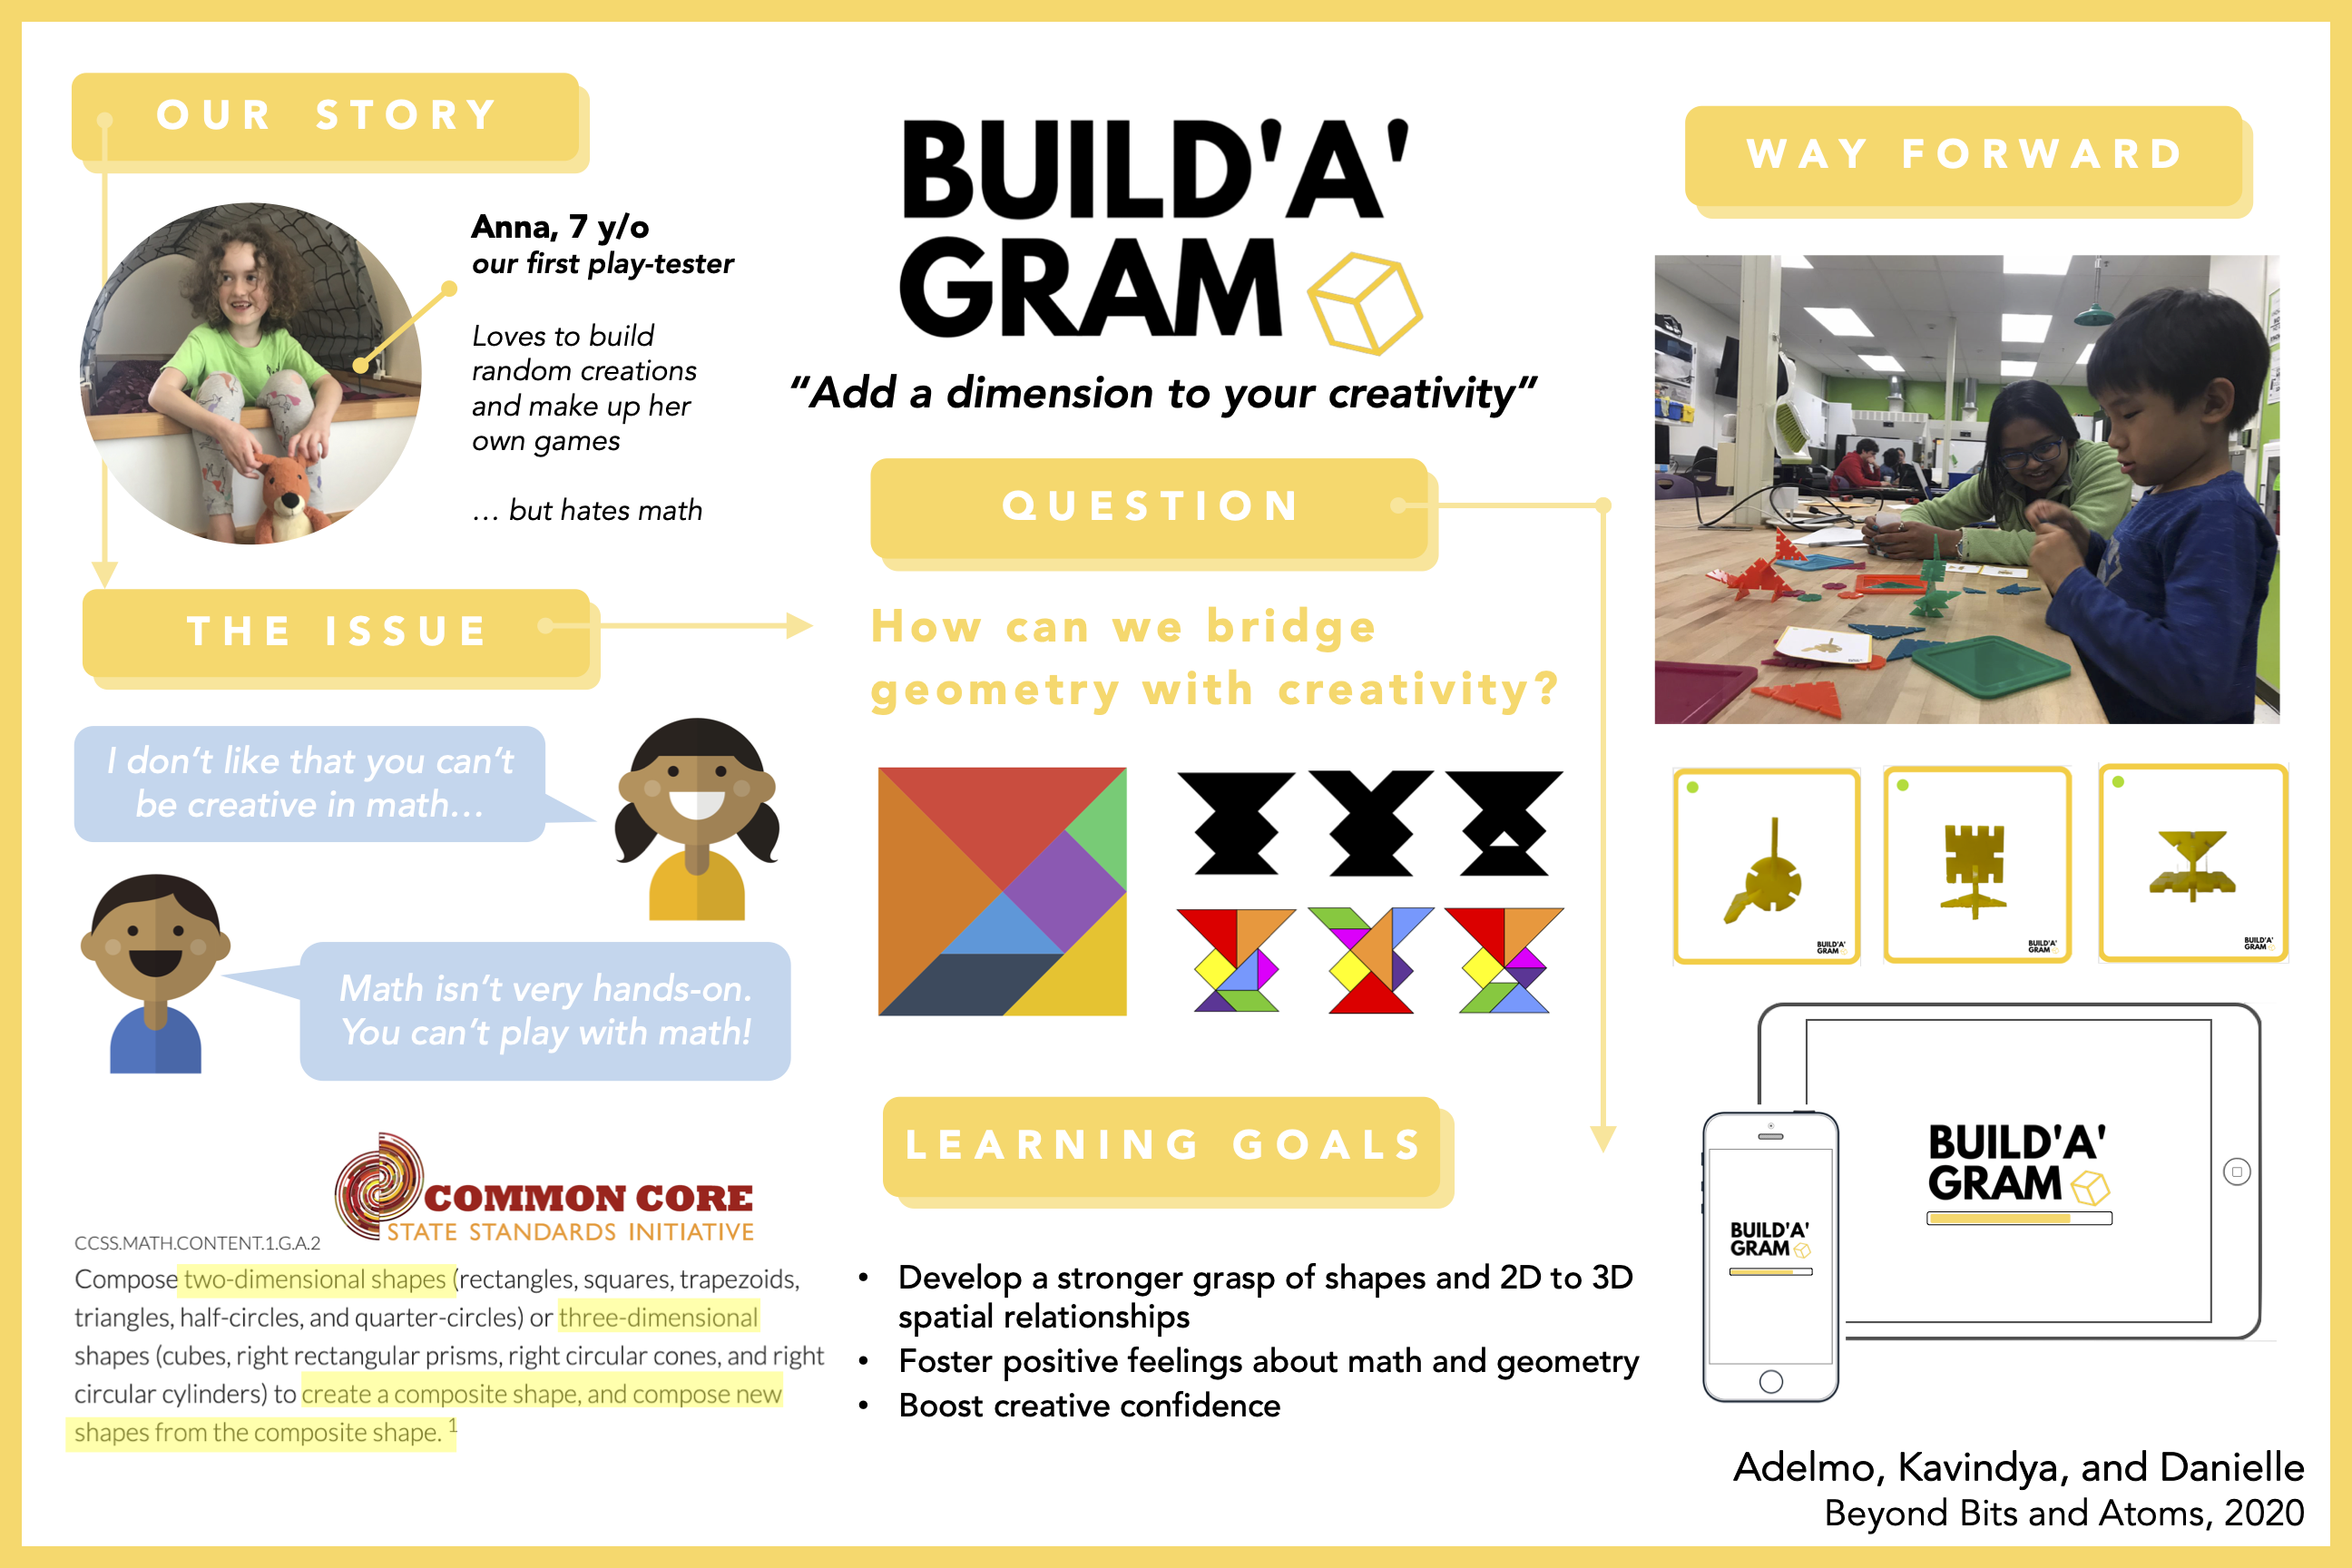 OUR STORY
Anna, 7 y/o
our first play-tester
Loves to build
random creations
and make up her
own games
... but hates math
THE ISSUE
I don't like that you can't
be creative in math...
Math isn't very hands-on.
You can't play with math!
COMMON CORE
STATE STANDARDS INITIATIVE
CCSS.MATH.CONTENT.1.G.A.2
Compose two-dimensional shapes (rectangles, squares, trapezoids,
triangles, half-circles, and quarter-circles) or three-dimensional
shapes (cubes, right rectangular prisms, right circular cones, and right
circular cylinders) to create a composite shape, and compose new
shapes from the composite shape. 1
BUILD'A'
GRAM
“Add a dimension to your creativity”
QUESTION
How can we bridge
geometry with creativity?
LEARNING GOALS
• Develop a stronger grasp of shapes and 2D to 3D
spatial relationships
• Foster positive feelings about math and geometry
• Boost creative confidence
WAY FORWARD
BUILD'A'
GRAM
BUILD'A'
GRAM
BUILD'A'
GRAM
BUILD'A'
GRAM
BUILD'A'
GRAM
Adelmo, Kavindya, and Danielle
Beyond Bits and Atoms, 2020